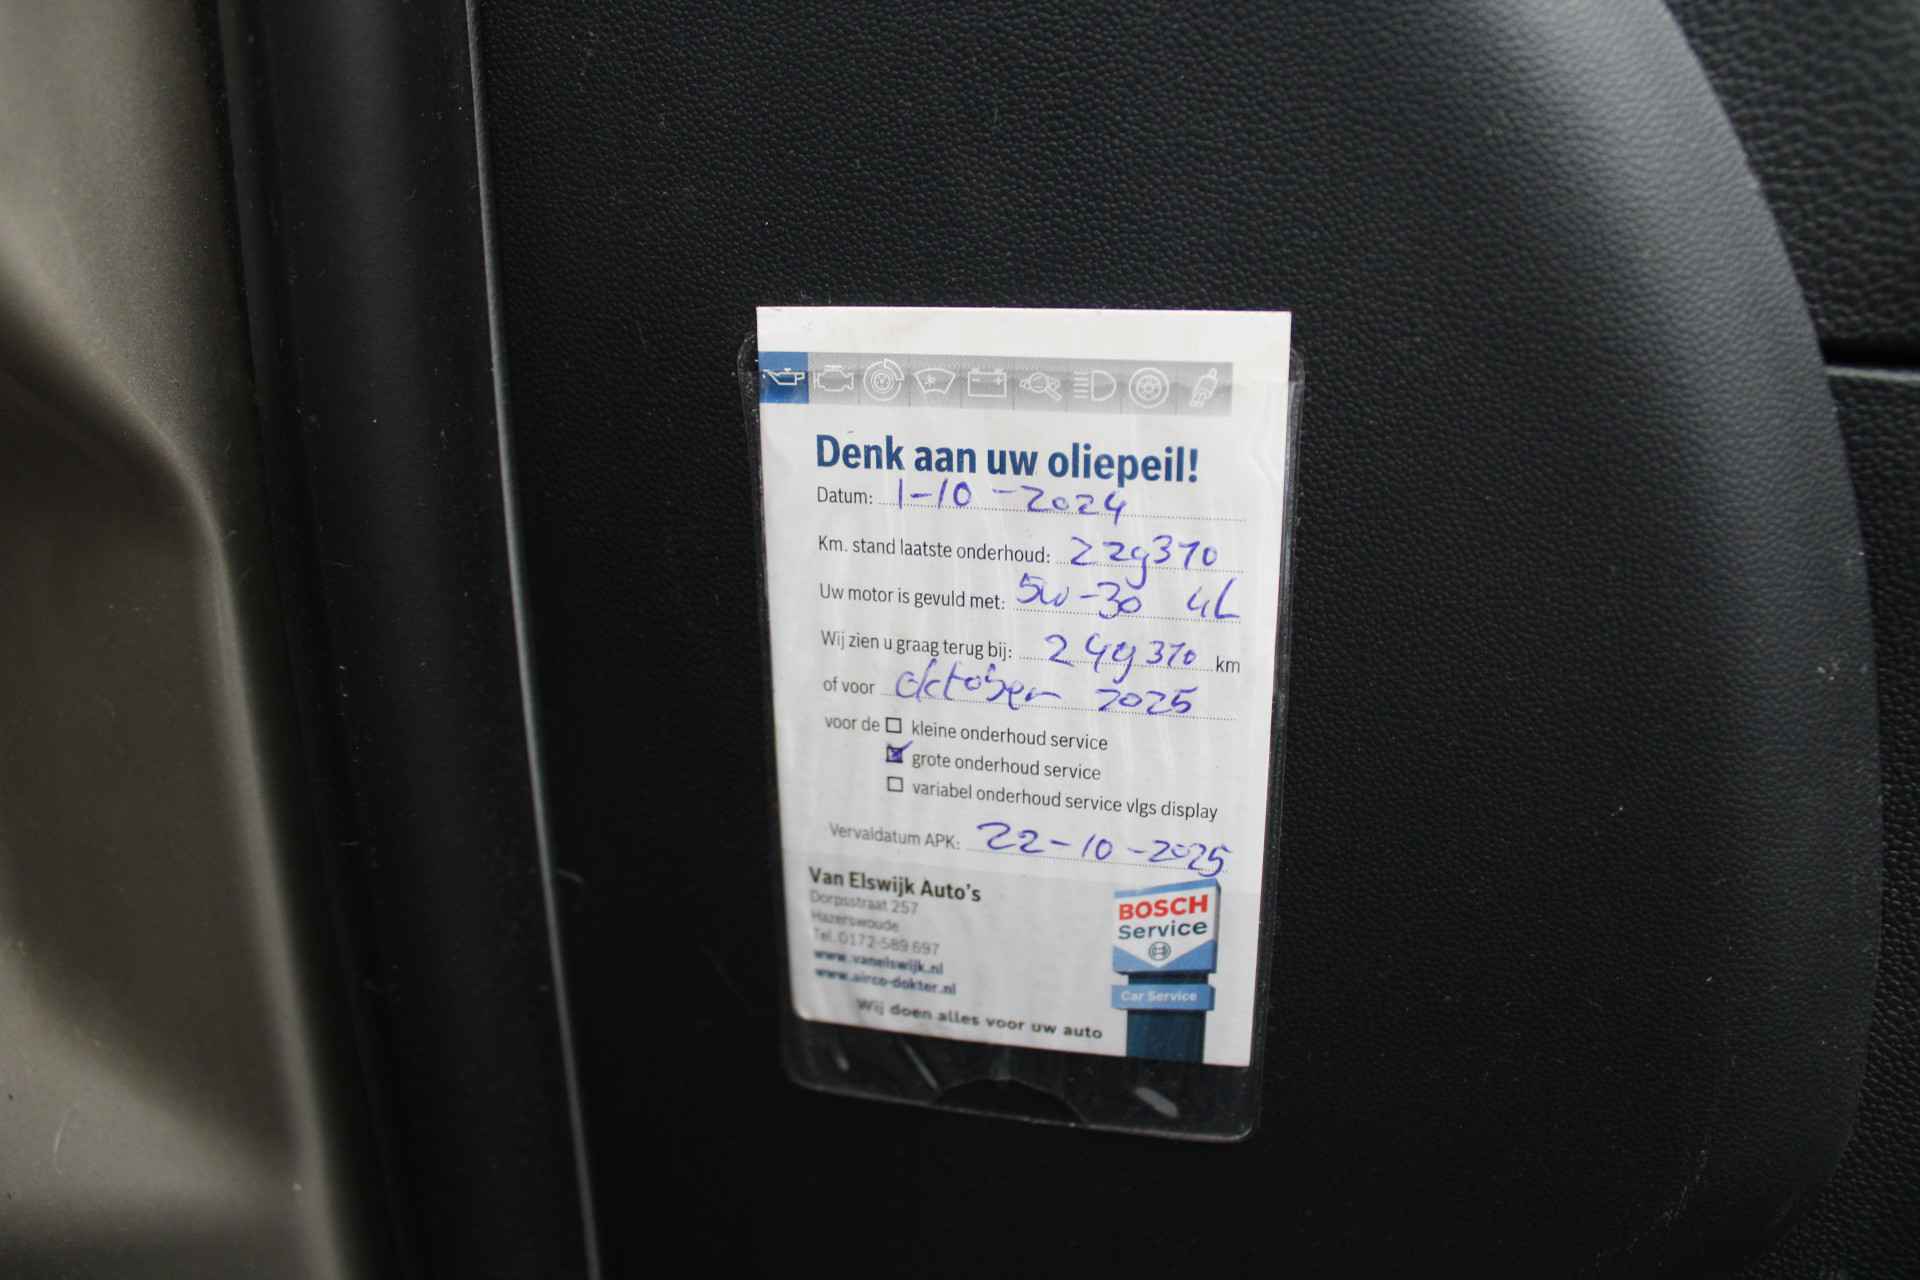 Denk aan uw oliepeil!
Datum: 1-10-2024
Km. stand laatste onderhoud: 229370
Uw motor is gevuld met: 5w-30 4L
Wij zien u graag terug bij: 249370 km
of voor oktober 2025
voor de ☐ kleine onderhoud service
☒ grote onderhoud service
☐ variabel onderhoud service vlgs display
Vervaldatum APK: 22-10-2025
Van Elswijk Auto's
Dorpsstraat 257
Hazerswoude
Tel. 0172-589 697
www.vanelswijk.nl
www.airco-dokter.nl
Wij doen alles voor uw auto
BOSCH
Service
Car Service